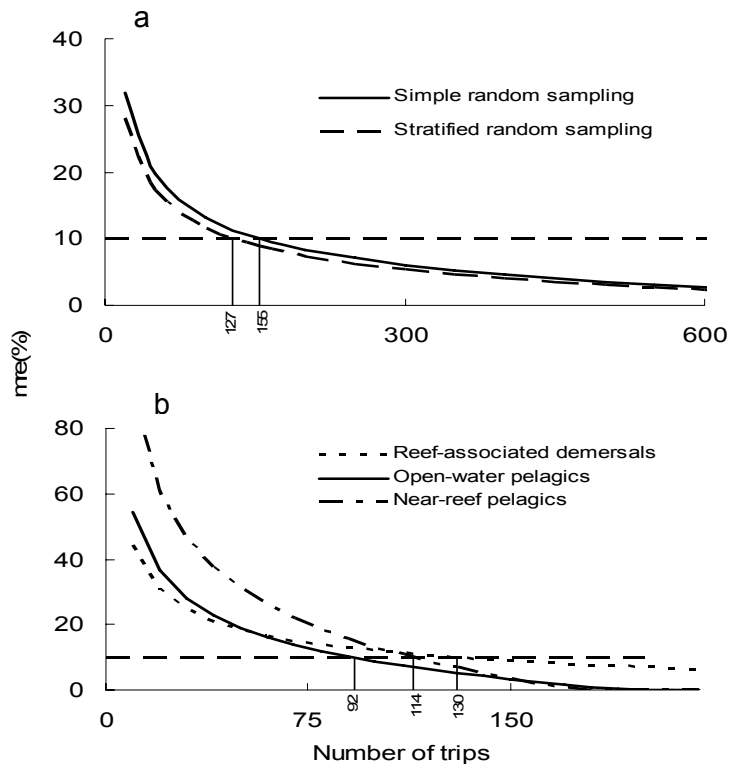 a
40
30
20
10
0
Simple random sampling
Stratified random sampling
127
155
0
300
600
mre(%)
b
80
60
40
20
0
Reef-associated demersals
Open-water pelagics
Near-reef pelagics
92
114
130
0
75
150
Number of trips